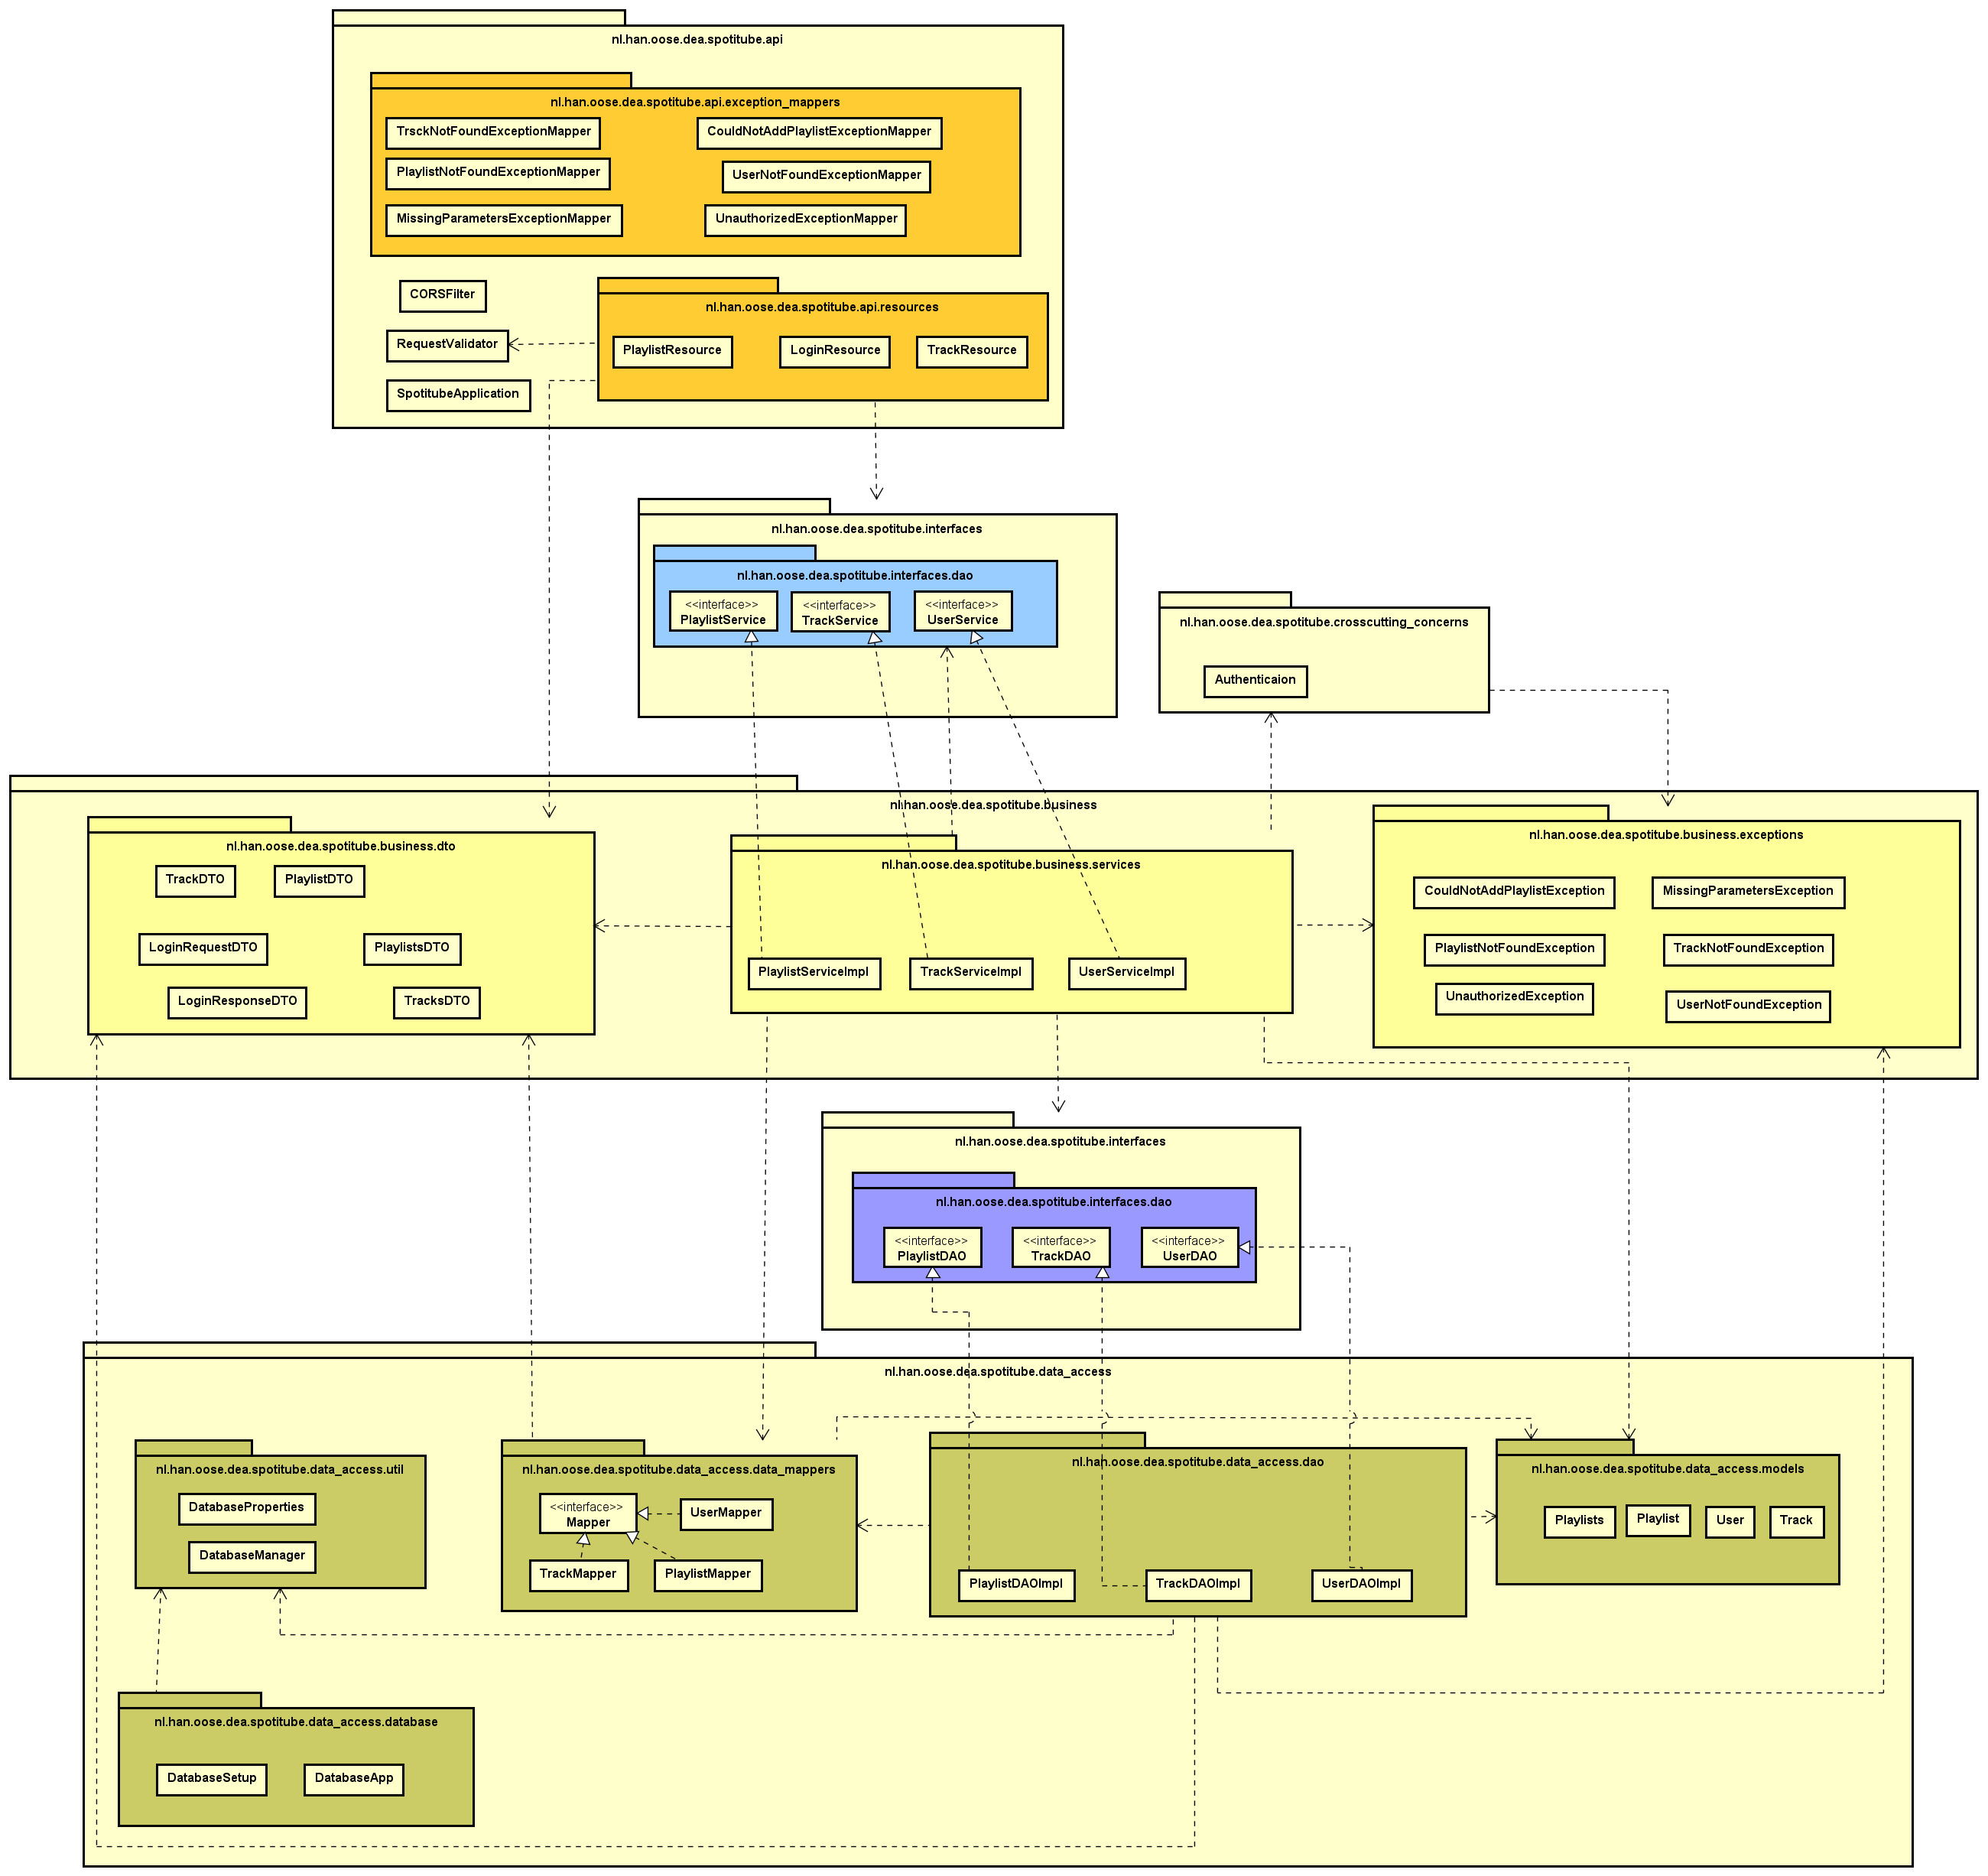 nl.han.oose.dea.spotitube.api
nl.han.oose.dea.spotitube.api.exception_mappers
TrsckNotFoundExceptionMapper
CouldNotAddPlaylistExceptionMapper
PlaylistNotFoundExceptionMapper
UserNotFoundExceptionMapper
MissingParametersExceptionMapper
UnauthorizedExceptionMapper
CORSFilter
nl.han.oose.dea.spotitube.api.resources
RequestValidator
PlaylistResource
LoginResource
TrackResource
SpotitubeApplication
nl.han.oose.dea.spotitube.interfaces
nl.han.oose.dea.spotitube.interfaces.dao
<<interface>>
PlaylistService
<<interface>>
TrackService
<<interface>>
UserService
nl.han.oose.dea.spotitube.crosscutting_concerns
Authenticaion
nl.han.oose.dea.spotitube.business
nl.han.oose.dea.spotitube.business.dto
TrackDTO
PlaylistDTO
LoginRequestDTO
PlaylistsDTO
LoginResponseDTO
TracksDTO
nl.han.oose.dea.spotitube.business.services
PlaylistServiceImpl
TrackServiceImpl
UserServiceImpl
nl.han.oose.dea.spotitube.business.exceptions
CouldNotAddPlaylistException
MissingParametersException
PlaylistNotFoundException
TrackNotFoundException
UnauthorizedException
UserNotFoundException
nl.han.oose.dea.spotitube.interfaces
nl.han.oose.dea.spotitube.interfaces.dao
<<interface>>
PlaylistDAO
<<interface>>
TrackDAO
<<interface>>
UserDAO
nl.han.oose.dea.spotitube.data_access
nl.han.oose.dea.spotitube.data_access.util
DatabaseProperties
DatabaseManager
nl.han.oose.dea.spotitube.data_access.data_mappers
<<interface>>
Mapper
UserMapper
TrackMapper
PlaylistMapper
nl.han.oose.dea.spotitube.data_access.dao
PlaylistDAOImpl
TrackDAOImpl
UserDAOImpl
nl.han.oose.dea.spotitube.data_access.models
Playlists
Playlist
User
Track
nl.han.oose.dea.spotitube.data_access.database
DatabaseSetup
DatabaseApp